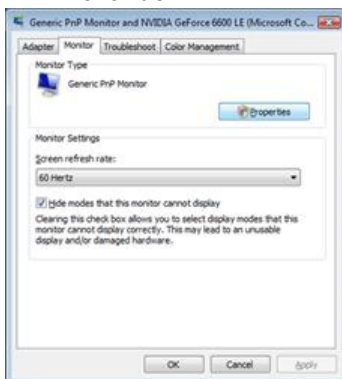 Generic PnP Monitor and NVIDIA GeForce 6600 LE (Microsoft Co...
Adapter Monitor Troubleshoot Color Management
Monitor Type
Generic PnP Monitor
Properties
Monitor Settings
Screen refresh rate:
60 Hertz
Hide modes that this monitor cannot display
Clearing this check box allows you to select display modes that this
monitor cannot display correctly. This may lead to an unusable
display and/or damaged hardware.
OK Cancel Apply